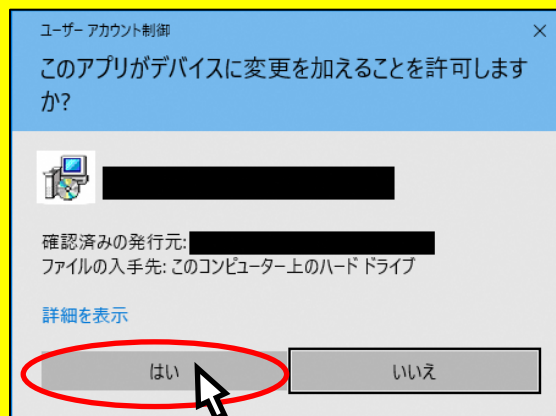 ユーザー アカウント制御
このアプリがデバイスに変更を加えることを許可します
か?
確認済みの発行元:
ファイルの入手先: このコンピューター上のハード ドライブ
詳細を表示
はい
いいえ